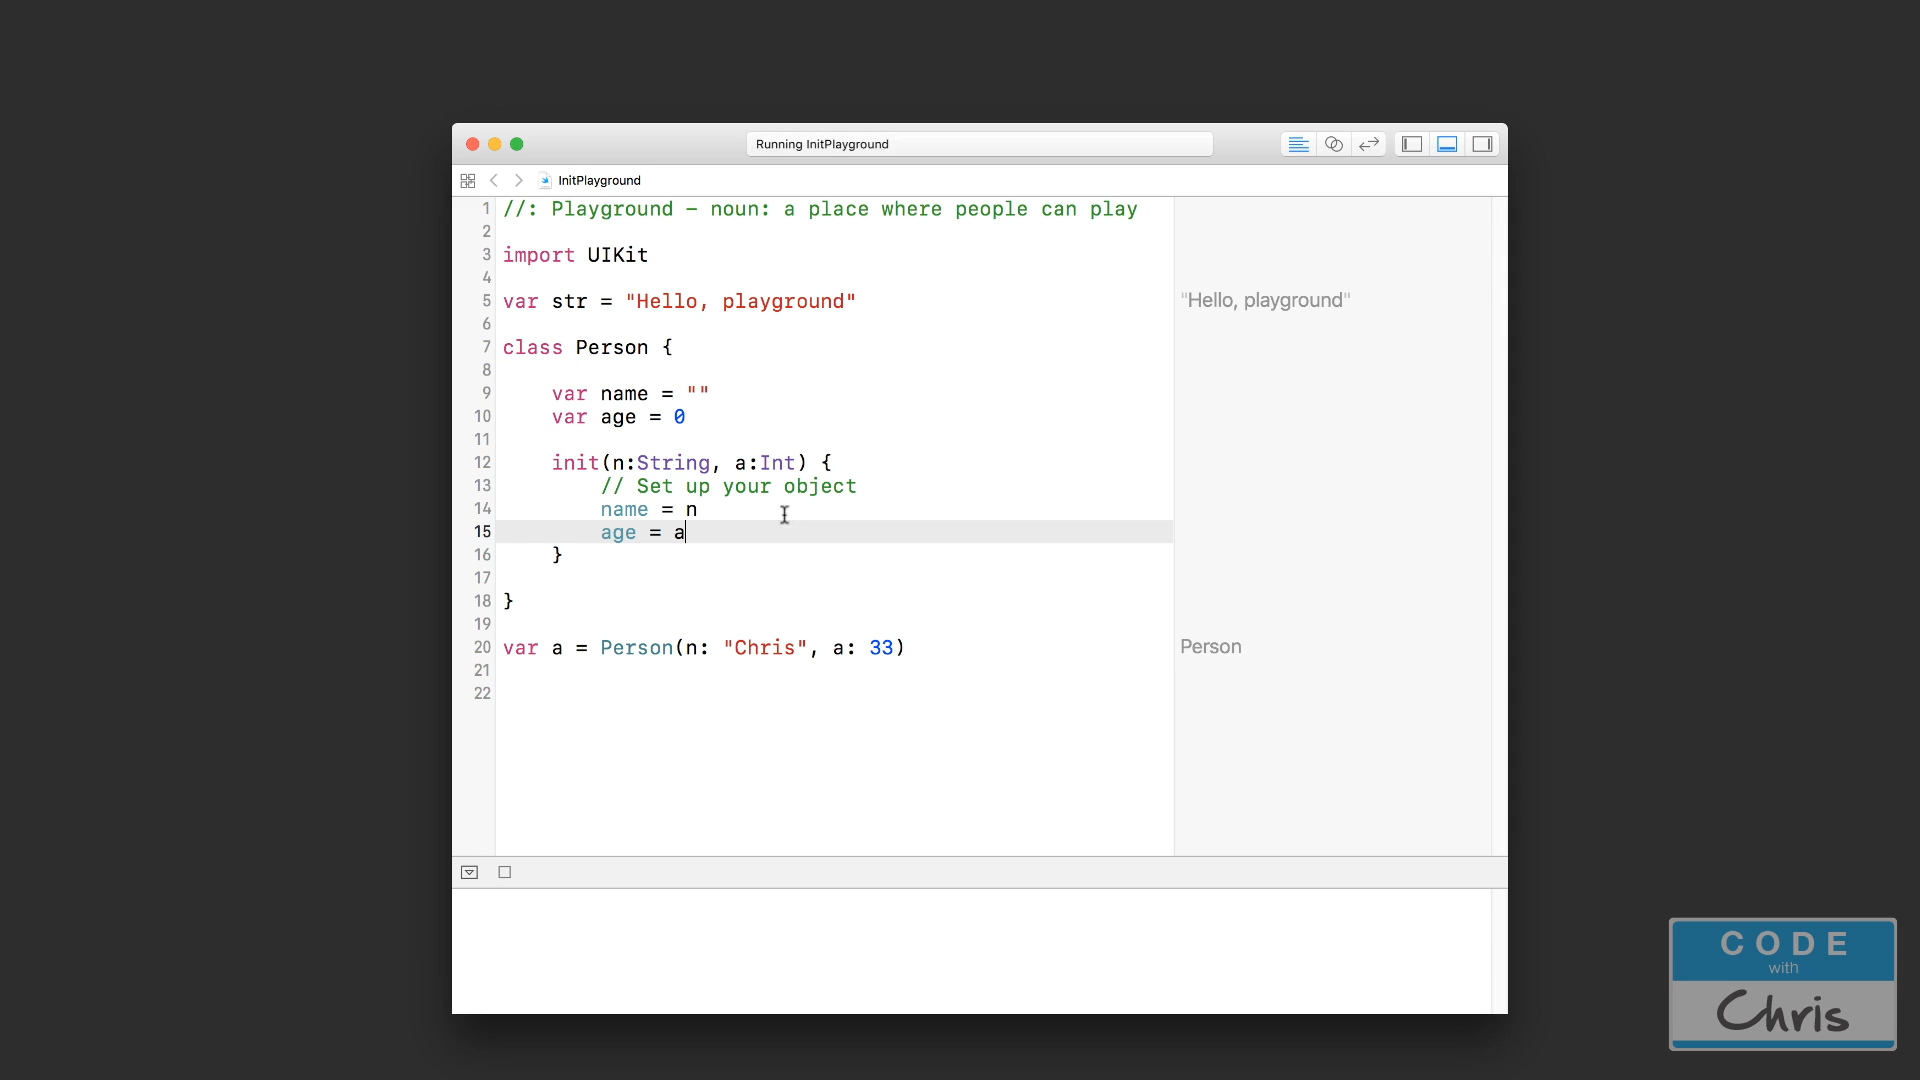 Running InitPlayground
InitPlayground
1 //: Playground – noun: a place where people can play
2
3 import UIKit
4
5 var str = "Hello, playground"
"Hello, playground"
6
7 class Person {
8
9 var name = ""
10 var age = 0
11
12 init(n:String, a:Int) {
13 // Set up your object
14 name = n
15 age = a
16 }
17
18 }
19
20 var a = Person(n: "Chris", a: 33)
Person
21
22
CODE
with
Chris